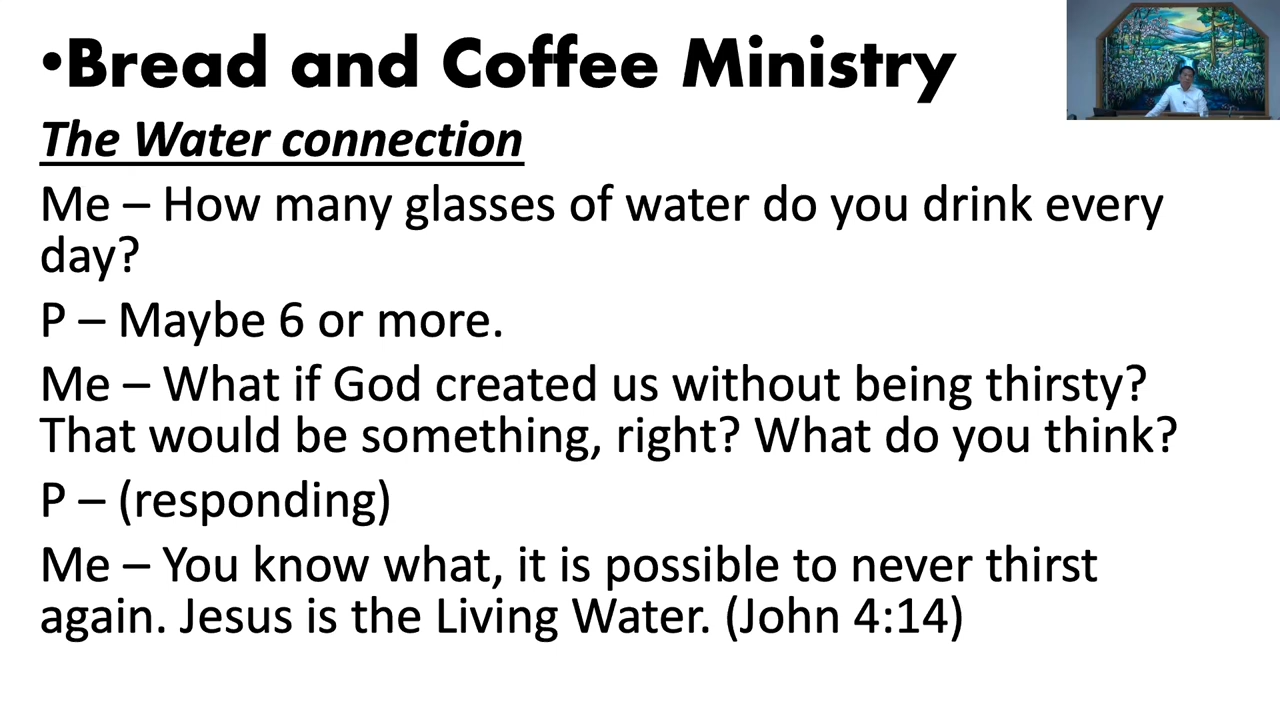 •Bread and Coffee Ministry
The Water connection
Me – How many glasses of water do you drink every
day?
P – Maybe 6 or more.
Me – What if God created us without being thirsty?
That would be something, right? What do you think?
P – (responding)
Me – You know what, it is possible to never thirst
again. Jesus is the Living Water. (John 4:14)